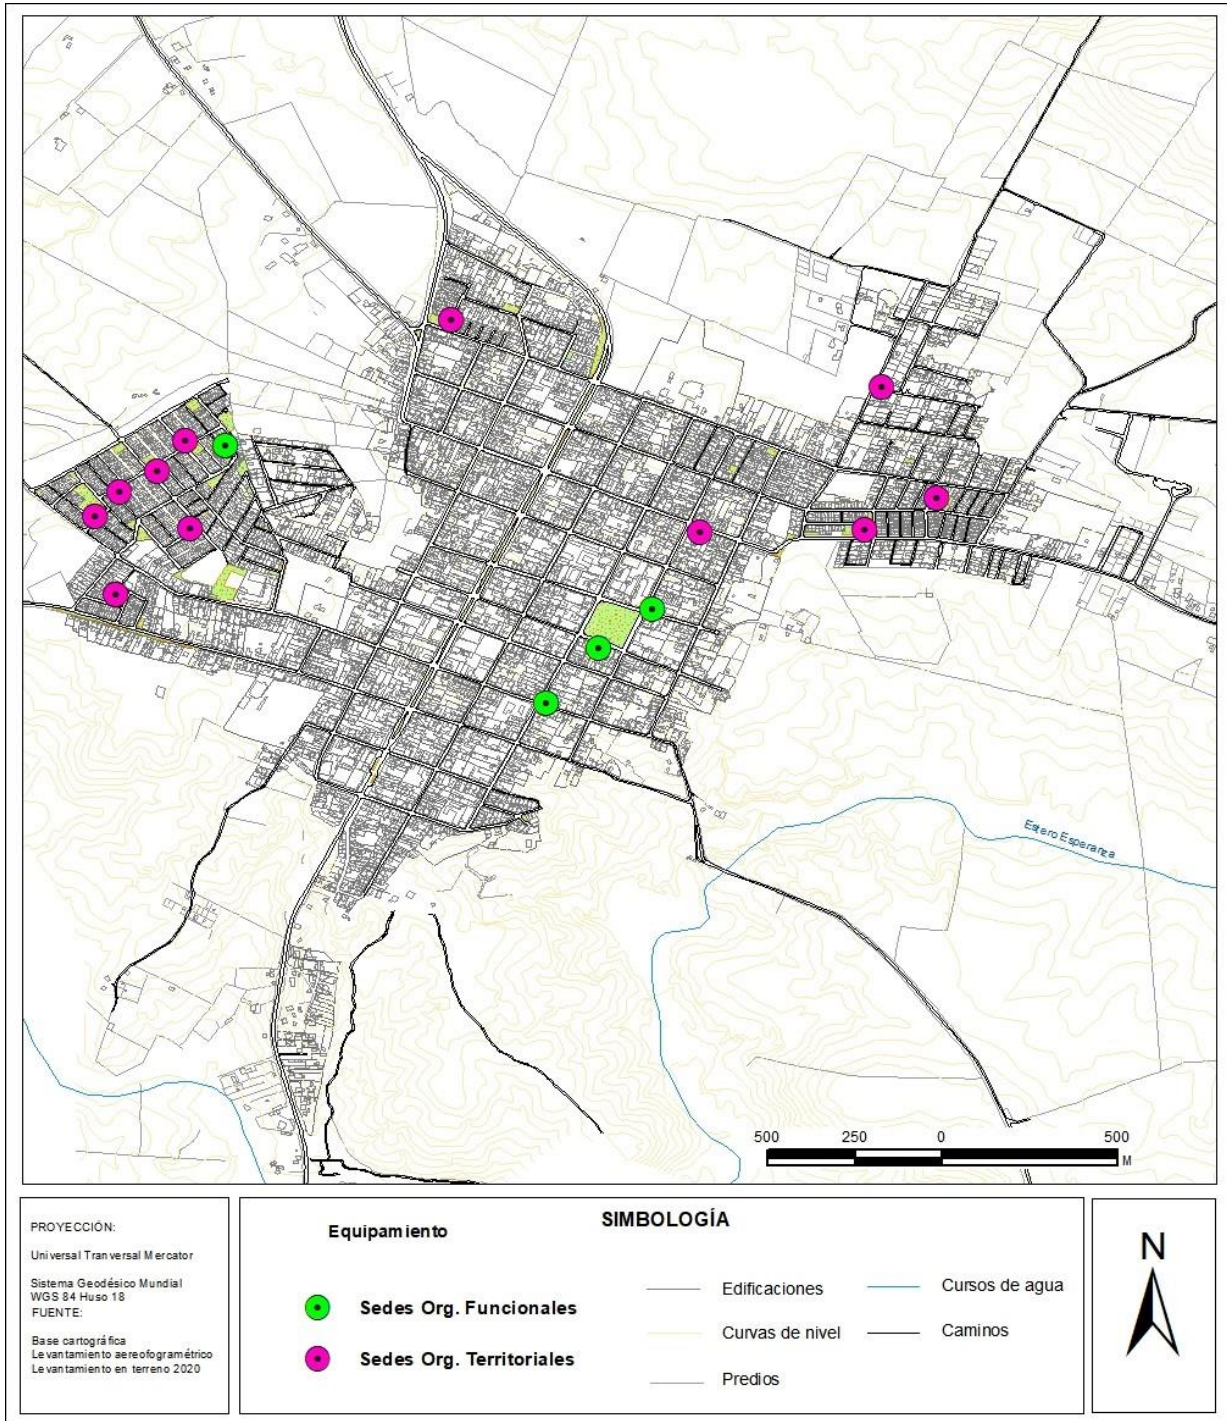 Estero Esperanza
500 250 0 500
M
PROYECCIÓN:
Universal Tranversal Mercator
Sistema Geodésico Mundial
WGS 84 Huso 18
FUENTE:
Base cartográfica
Levantamiento aereofogramétrico
Levantamiento en terreno 2020
SIMBOLOGÍA
Equipamiento
Sedes Org. Funcionales
Sedes Org. Territoriales
Edificaciones
Curvas de nivel
Predios
Cursos de agua
Caminos
N